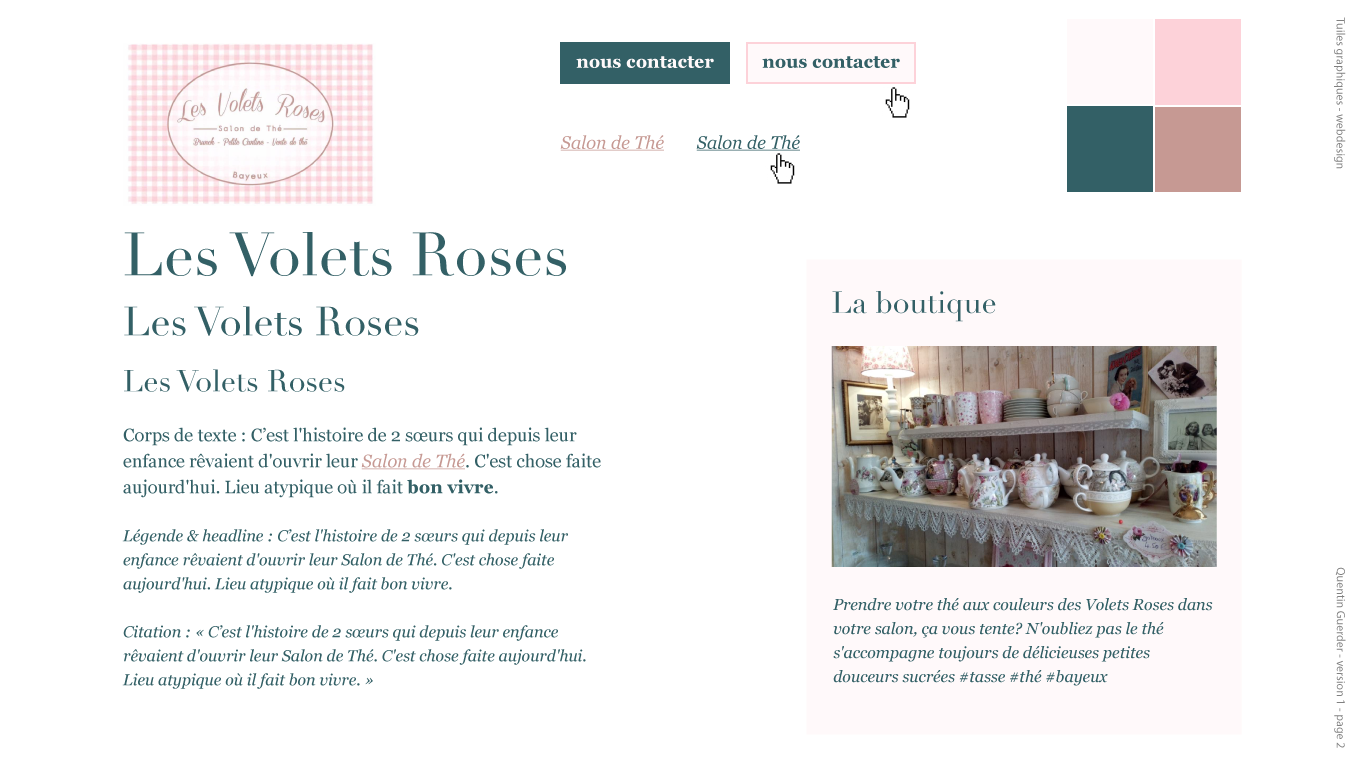 Les Volets Roses
Salon de Thé
Brunch - Petite Cantine - Vente de thé
Bayeux
nous contacter
nous contacter
Salon de Thé
Salon de Thé
Les Volets Roses
Les Volets Roses
Les Volets Roses
Corps de texte : C’est l'histoire de 2 sœurs qui depuis leur
enfance rêvaient d'ouvrir leur Salon de Thé. C'est chose faite
aujourd'hui. Lieu atypique où il fait bon vivre.
Légende & headline : C’est l'histoire de 2 sœurs qui depuis leur
enfance rêvaient d'ouvrir leur Salon de Thé. C'est chose faite
aujourd'hui. Lieu atypique où il fait bon vivre.
Citation : « C’est l'histoire de 2 sœurs qui depuis leur enfance
rêvaient d'ouvrir leur Salon de Thé. C'est chose faite aujourd'hui.
Lieu atypique où il fait bon vivre. »
La boutique
Prendre votre thé aux couleurs des Volets Roses dans
votre salon, ça vous tente? N'oubliez pas le thé
s'accompagne toujours de délicieuses petites
douceurs sucrées #tasse #thé #bayeux
Tuiles graphiques - webdesign
Quentin Guerder - version 1 - page 2